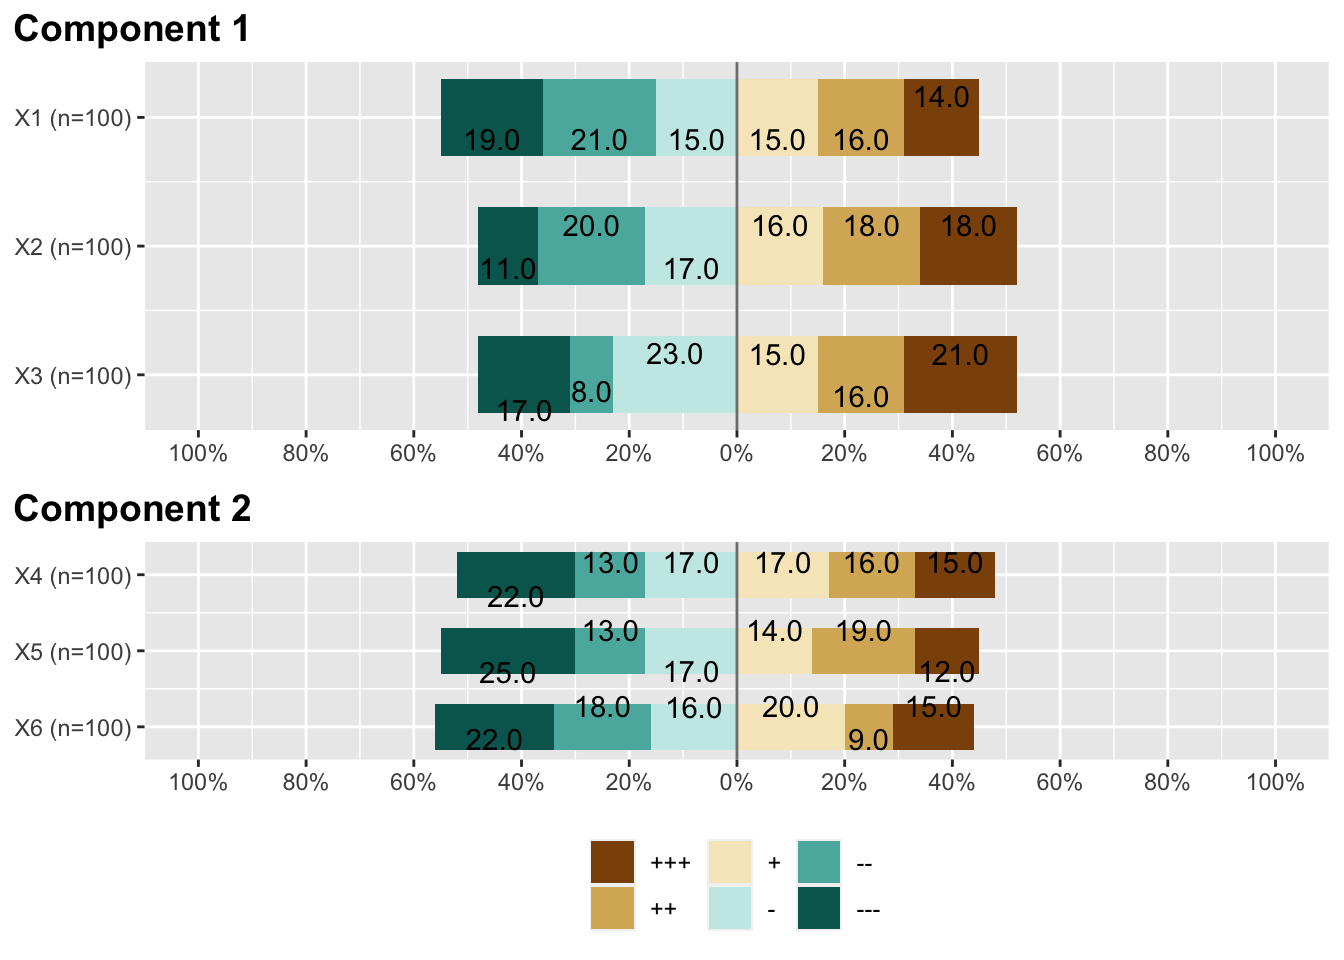 Component 1
X1 (n=100) 19.0 21.0 15.0 15.0 16.0 14.0
X2 (n=100) 11.0 20.0 17.0 16.0 18.0 18.0
X3 (n=100) 17.0 8.0 23.0 15.0 16.0 21.0
100% 80% 60% 40% 20% 0% 20% 40% 60% 80% 100%
Component 2
X4 (n=100) 22.0 13.0 17.0 17.0 16.0 15.0
X5 (n=100) 25.0 13.0 17.0 14.0 19.0 12.0
X6 (n=100) 22.0 18.0 16.0 20.0 9.0 15.0
100% 80% 60% 40% 20% 0% 20% 40% 60% 80% 100%
+++ + --
++ - ---